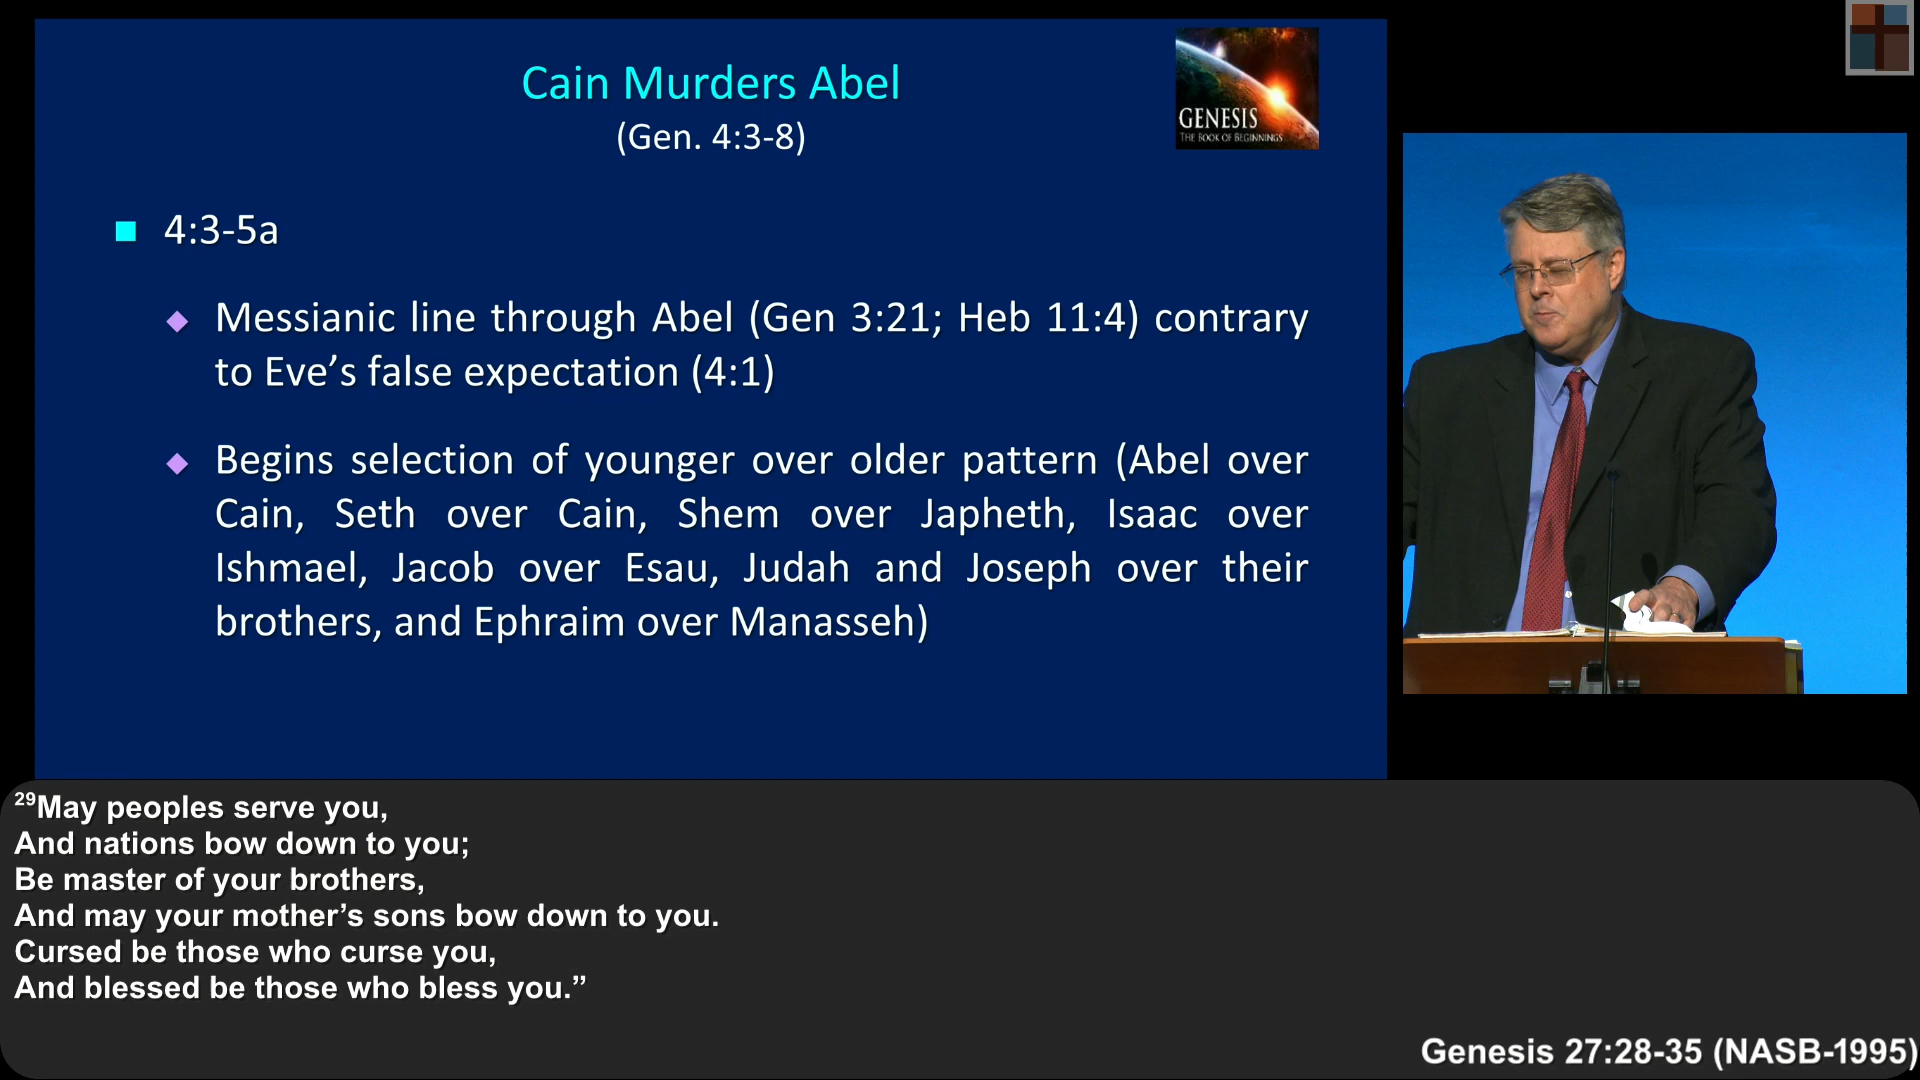 Cain Murders Abel
(Gen. 4:3-8)
GENESIS
THE BOOK OF BEGINNINGS
4:3-5a
Messianic line through Abel (Gen 3:21; Heb 11:4) contrary
to Eve’s false expectation (4:1)
Begins selection of younger over older pattern (Abel over
Cain, Seth over Cain, Shem over Japheth, Isaac over
Ishmael, Jacob over Esau, Judah and Joseph over their
brothers, and Ephraim over Manasseh)
29May peoples serve you,
And nations bow down to you;
Be master of your brothers,
And may your mother’s sons bow down to you.
Cursed be those who curse you,
And blessed be those who bless you.”
Genesis 27:28-35 (NASB-1995)